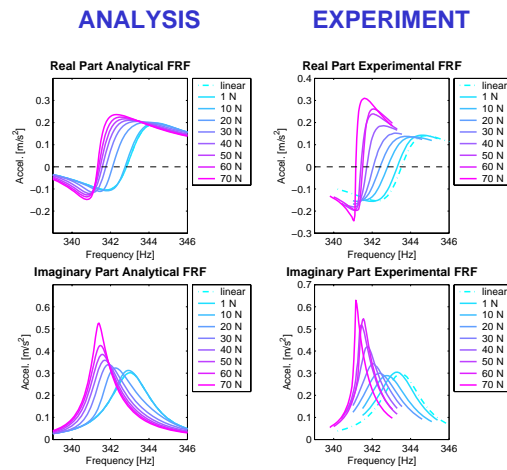 ANALYSIS
EXPERIMENT
Real Part Analytical FRF
Accel. [m/s²]
0.4
0.3
0.2
0.1
0
−0.1
−0.2
340
342
344
346
Frequency [Hz]
linear
1 N
10 N
20 N
30 N
40 N
50 N
60 N
70 N
Real Part Experimental FRF
Accel. [m/s²]
0.4
0.3
0.2
0.1
0
−0.1
−0.2
−0.3
340
342
344
346
Frequency [Hz]
linear
1 N
10 N
20 N
30 N
40 N
50 N
60 N
70 N
Imaginary Part Analytical FRF
Accel. [m/s²]
0.6
0.5
0.4
0.3
0.2
0.1
0
340
342
344
346
Frequency [Hz]
linear
1 N
10 N
20 N
30 N
40 N
50 N
60 N
70 N
Imaginary Part Experimental FRF
Accel. [m/s²]
0.7
0.6
0.5
0.4
0.3
0.2
0.1
0
340
342
344
346
Frequency [Hz]
linear
1 N
10 N
20 N
30 N
40 N
50 N
60 N
70 N